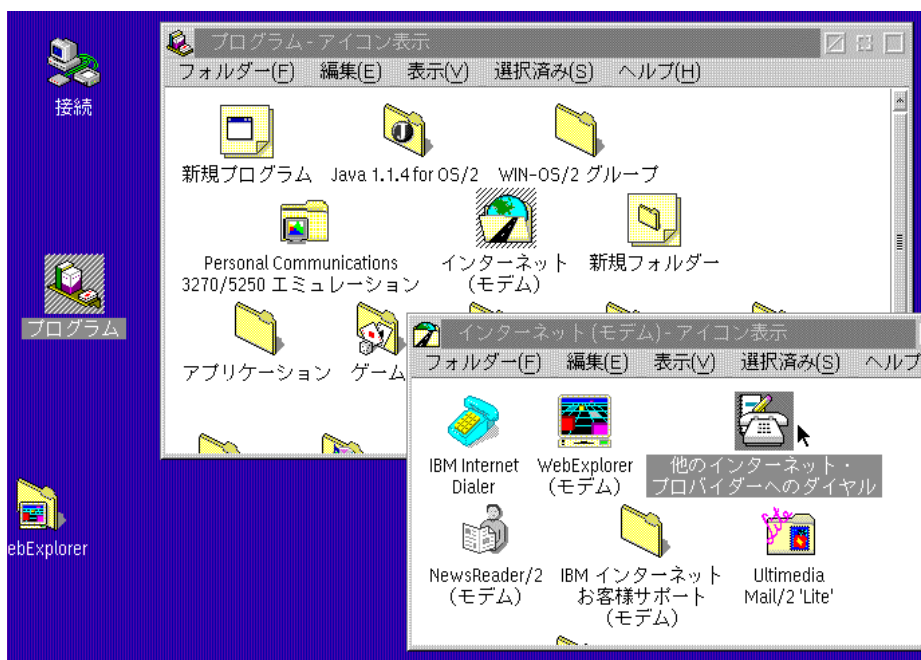 接続
プログラム
ebExplorer
プログラム - アイコン表示
フォルダー(F) 編集(E) 表示(V) 選択済み(S) ヘルプ(H)
新規プログラム Java 1.1.4 for OS/2 WIN-OS/2 グループ
Personal Communications インターネット 新規フォルダー
3270/5250 エミュレーション (モデム)
アプリケーション ゲーム
インターネット (モデム) - アイコン表示
フォルダー(F) 編集(E) 表示(V) 選択済み(S) ヘルプ
IBM Internet WebExplorer 他のインターネット・
Dialer (モデム) プロバイダーへのダイヤル
NewsReader/2 IBM インターネット Ultimedia
(モデム) お客様サポート Mail/2 'Lite'
(モデム)